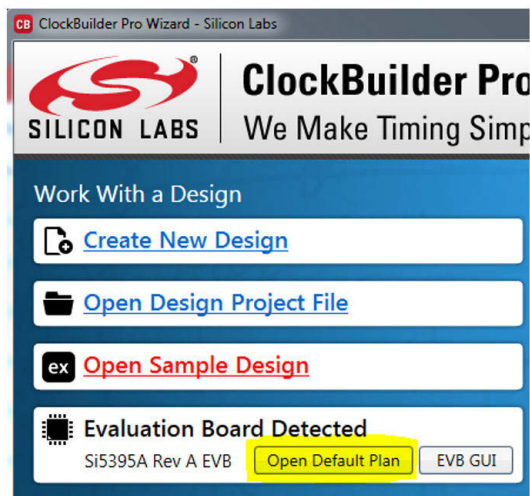 CB ClockBuilder Pro Wizard - Silicon Labs
SILICON LABS
ClockBuilder Pro
We Make Timing Simp
Work With a Design
Create New Design
Open Design Project File
ex Open Sample Design
Evaluation Board Detected
Si5395A Rev A EVB Open Default Plan EVB GUI